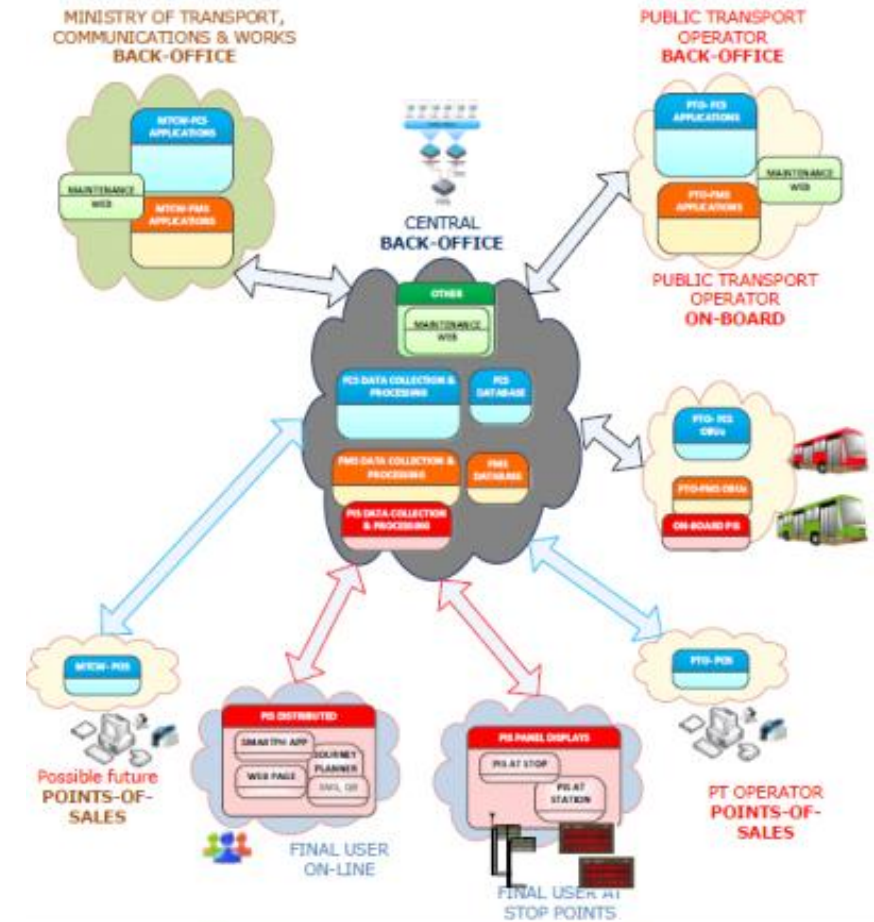 MINISTRY OF TRANSPORT,
COMMUNICATIONS & WORKS
BACK-OFFICE
PUBLIC TRANSPORT
OPERATOR
BACK-OFFICE
MTCW-FCS
APPLICATIONS
MAINTENANCE
WEB
MTCW-FMS
APPLICATIONS
PTO- FCS
APPLICATIONS
MAINTENANCE
WEB
PTO-FMS
APPLICATIONS
CENTRAL
BACK-OFFICE
PUBLIC TRANSPORT
OPERATOR
ON-BOARD
OTHER
MAINTENANCE
WEB
FCS DATA COLLECTION &
PROCESSING
FCS
DATABASE
FMS DATA COLLECTION &
PROCESSING
FMS
DATABASE
PIS DATA COLLECTION
& PROCESSING
PTO- FCS
OBUs
PTO-FMS OBUs
ON-BOARD PIS
MTCW- POS
Possible future
POINTS-OF-
SALES
PIS DISTRIBUTED
SMARTPH APP
JOURNEY
PLANNER
WEB PAGE
SMS, QR
FINAL USER
ON-LINE
PIS PANEL DISPLAYS
PIS AT STOP
PIS AT
STATION
FINAL USER AT
STOP POINTS
PTO- POS
PT OPERATOR
POINTS-OF-
SALES